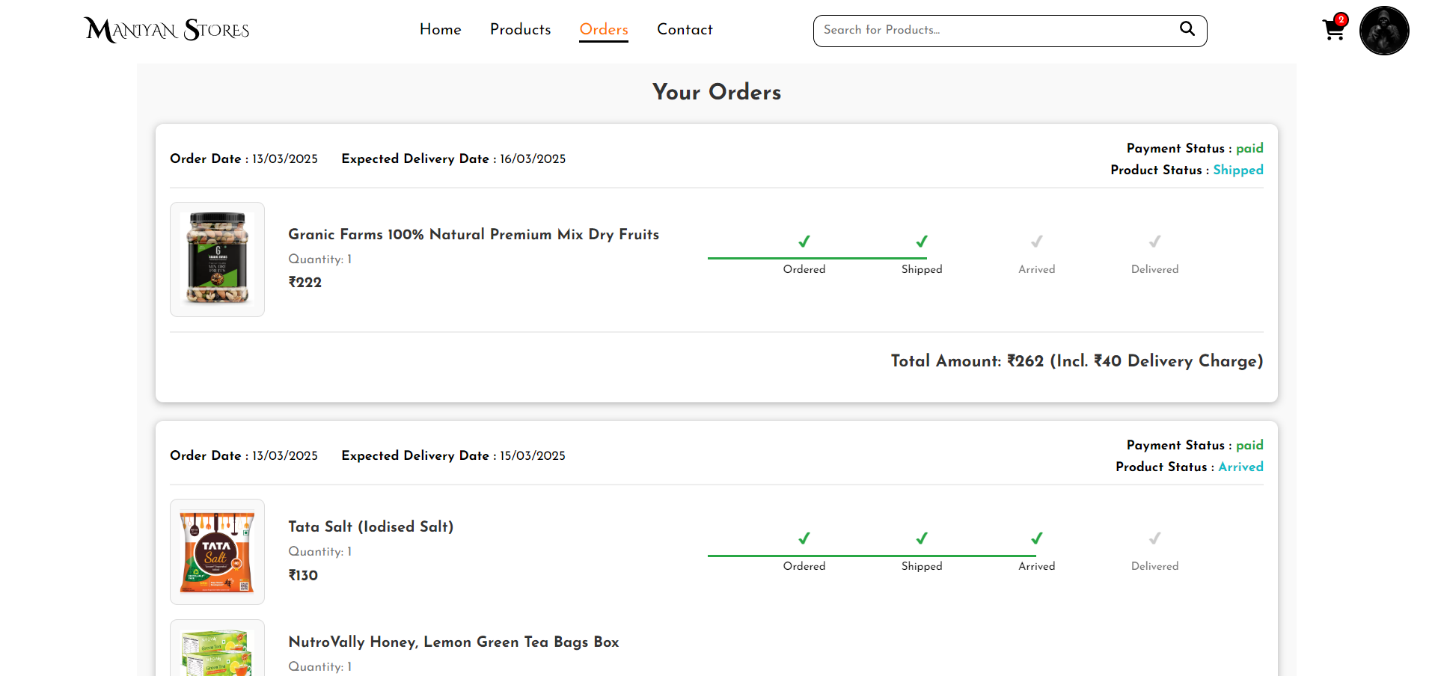 Maniyan Stores
Home Products Orders Contact
Search for Products...
2
Your Orders
Order Date : 13/03/2025 Expected Delivery Date : 16/03/2025
Payment Status : paid
Product Status : Shipped
Granic Farms 100% Natural Premium Mix Dry Fruits
Quantity: 1
₹222
Ordered Shipped Arrived Delivered
Total Amount: ₹262 (Incl. ₹40 Delivery Charge)
Order Date : 13/03/2025 Expected Delivery Date : 15/03/2025
Payment Status : paid
Product Status : Arrived
TATA
Salt
Tata Salt (Iodised Salt)
Quantity: 1
₹130
Ordered Shipped Arrived Delivered
NutroVally Honey, Lemon Green Tea Bags Box
Quantity: 1